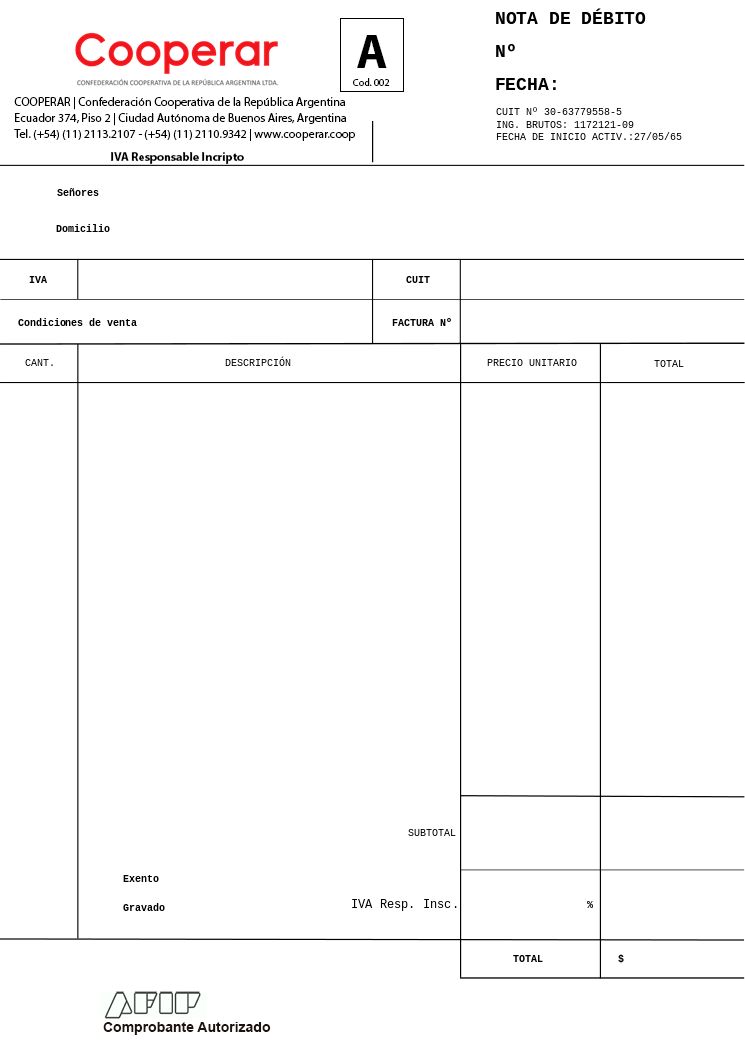 Cooperar
CONFEDERACIÓN COOPERATIVA DE LA REPÚBLICA ARGENTINA LTDA.
COOPERAR | Confederación Cooperativa de la República Argentina
Ecuador 374, Piso 2 | Ciudad Autónoma de Buenos Aires, Argentina
Tel. (+54) (11) 2113.2107 - (+54) (11) 2110.9342 | www.cooperar.coop
IVA Responsable Incripto
A
Cod. 002
NOTA DE DÉBITO
Nº
FECHA:
CUIT Nº 30-63779558-5
ING. BRUTOS: 1172121-09
FECHA DE INICIO ACTIV.:27/05/65
Señores
Domicilio
IVA CUIT
Condiciones de venta FACTURA Nº
CANT. DESCRIPCIÓN PRECIO UNITARIO TOTAL
SUBTOTAL
Exento
Gravado IVA Resp. Insc. %
TOTAL $
AFIP
Comprobante Autorizado